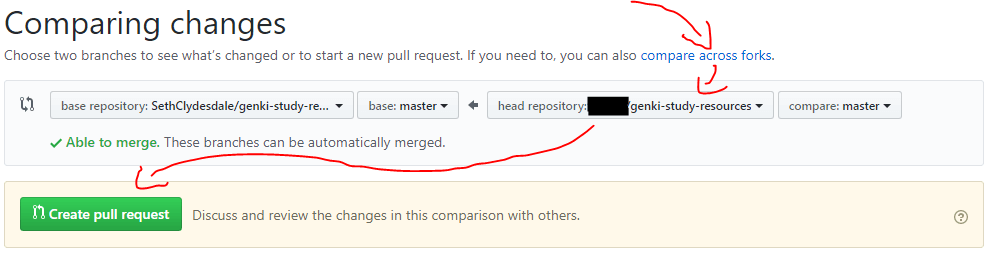 Comparing changes
Choose two branches to see what's changed or to start a new pull request. If you need to, you can also compare across forks.
base repository: SethClydesdale/genki-study-re... base: master head repository: /genki-study-resources compare: master
Able to merge. These branches can be automatically merged.
Create pull request Discuss and review the changes in this comparison with others.